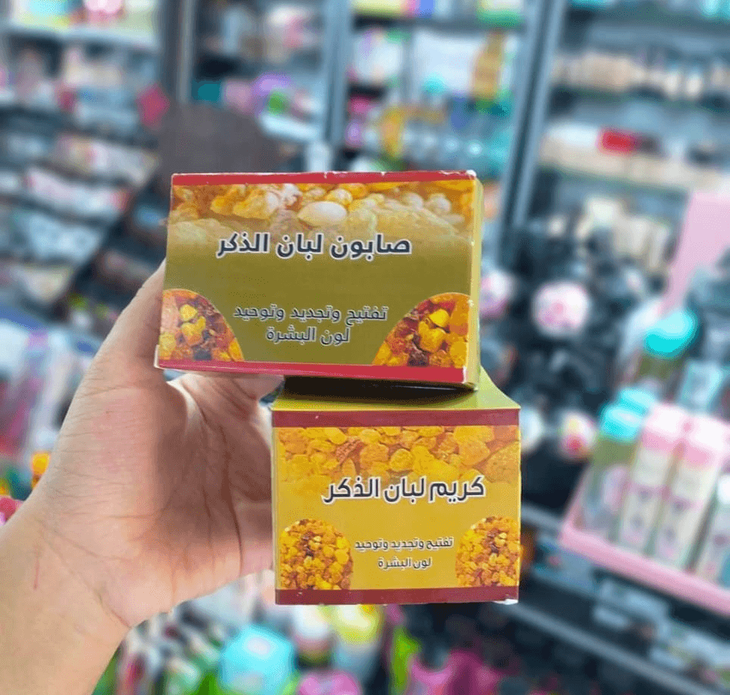 صابون لبان الذكر
تفتيح وتجديد وتوحيد
لون البشرة
كريم لبان الذكر
تفتيح وتجديد وتوحيد
لون البشرة